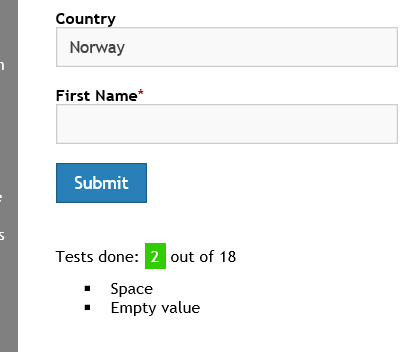 Country
Norway
First Name*
Submit
Tests done: 2 out of 18
Space
Empty value